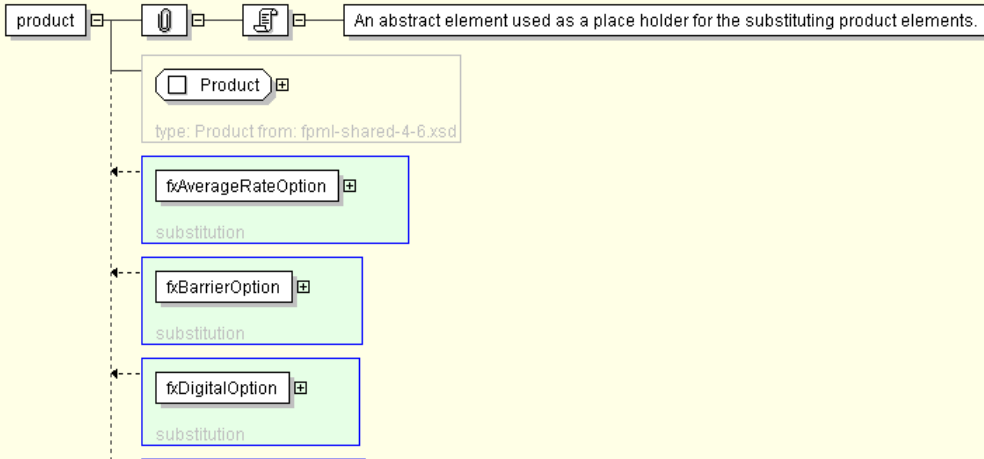 product
An abstract element used as a place holder for the substituting product elements.
Product
type: Product from: fpml-shared-4-6.xsd
fxAverageRateOption
substitution
fxBarrierOption
substitution
fxDigitalOption
substitution